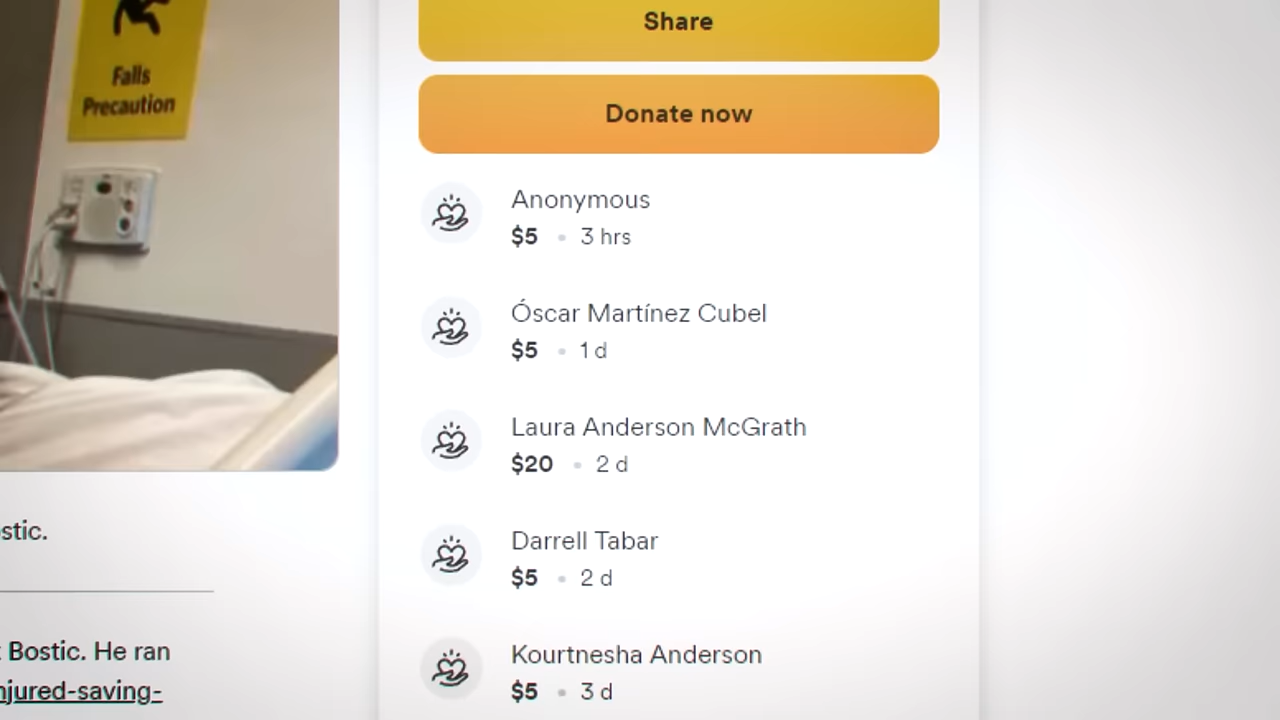 Falls
Precaution
ostic.
Bostic. He ran
njured-saving-
Share
Donate now
Anonymous
$5 • 3 hrs
Óscar Martínez Cubel
$5 • 1 d
Laura Anderson McGrath
$20 • 2 d
Darrell Tabar
$5 • 2 d
Kourtnesha Anderson
$5 • 3 d